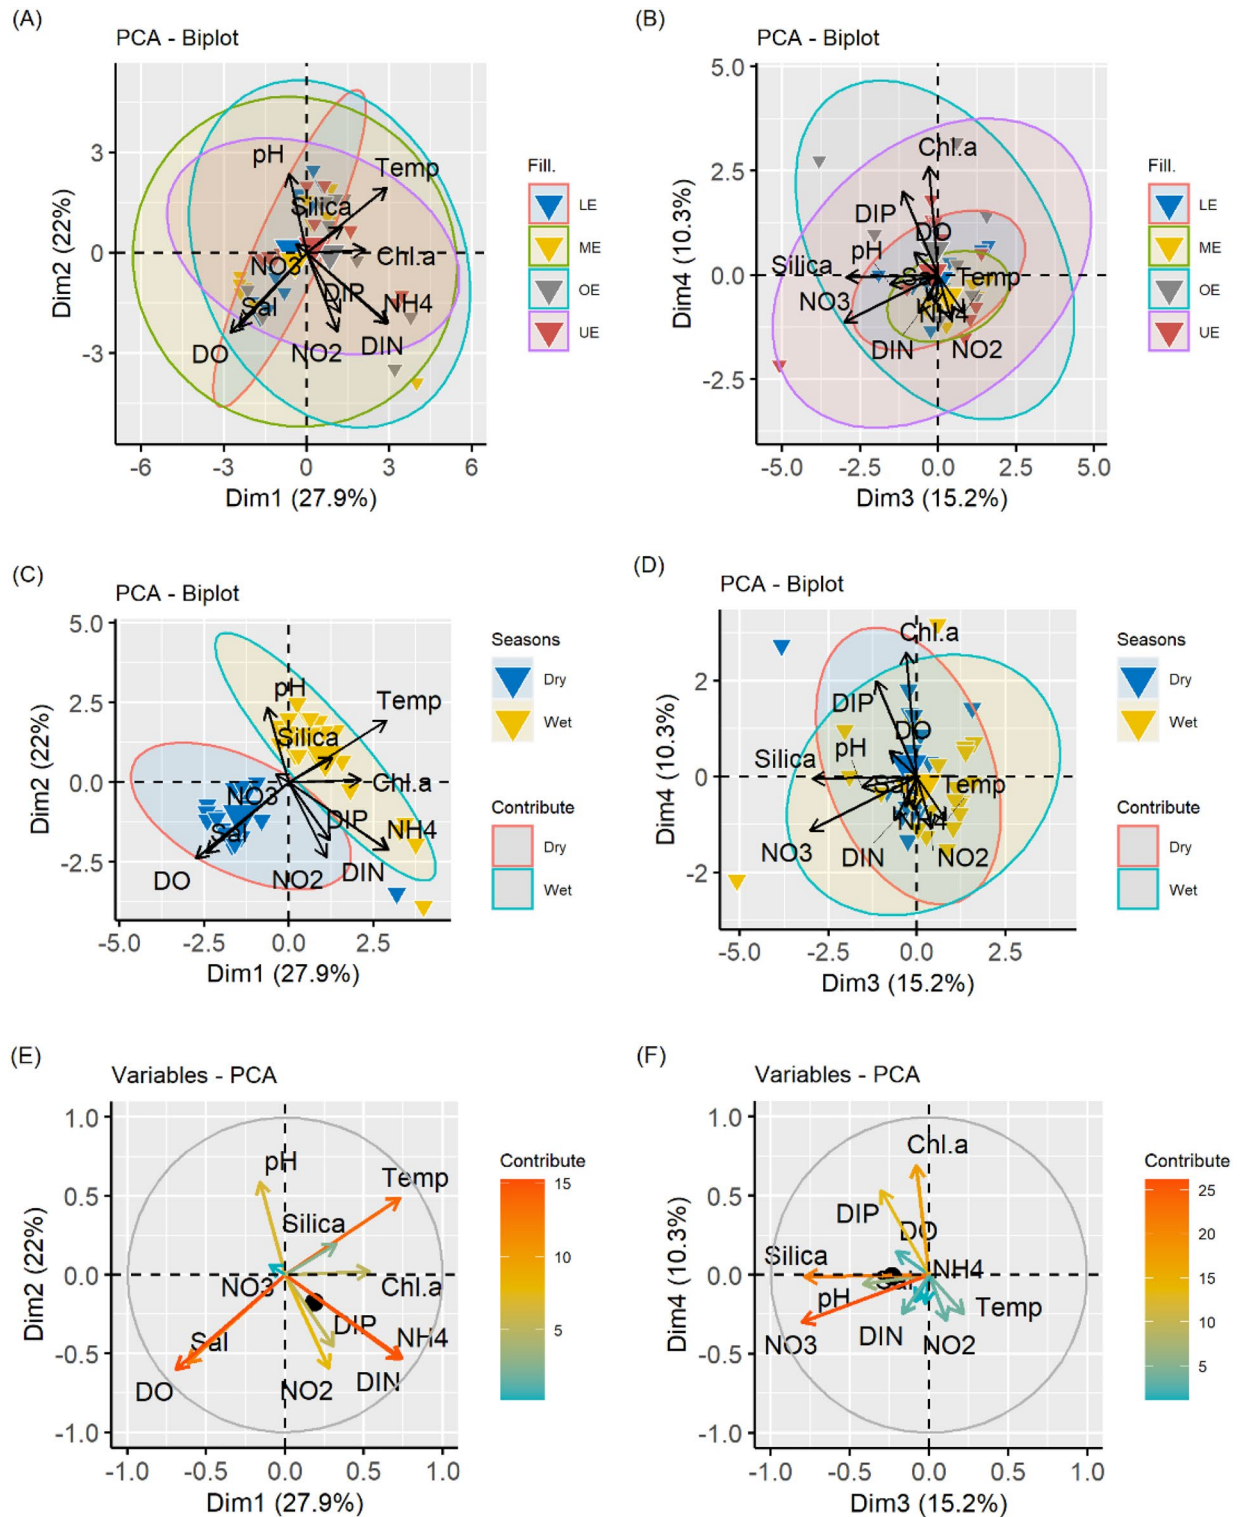 (A)
PCA - Biplot
Dim2 (22%)
3
0
-3
pH
Temp
Silica
NO3
Chl.a
Sal
DIP
NH4
DO
NO2
DIN
-6 -3 0 3 6
Dim1 (27.9%)
Fill.
LE
ME
OE
UE
(B)
PCA - Biplot
Dim4 (10.3%)
5.0
2.5
0.0
-2.5
Chl.a
DIP
DO
pH
Silica
Sal
Temp
NO3
NH4
DIN
NO2
-5.0 -2.5 0.0 2.5 5.0
Dim3 (15.2%)
Fill.
LE
ME
OE
UE
(C)
PCA - Biplot
Dim2 (22%)
5.0
2.5
0.0
-2.5
pH
Temp
Silica
NO3
Chl.a
Sal
DIP
NH4
DO
NO2
DIN
-5.0 -2.5 0.0 2.5
Dim1 (27.9%)
Seasons
Dry
Wet
Contribute
Dry
Wet
(D)
PCA - Biplot
Dim4 (10.3%)
2
0
-2
Chl.a
DIP
DO
pH
Silica
Sal
Temp
NH4
NO3
DIN
NO2
-5.0 -2.5 0.0 2.5
Dim3 (15.2%)
Seasons
Dry
Wet
Contribute
Dry
Wet
(E)
Variables - PCA
Dim2 (22%)
1.0
0.5
0.0
-0.5
-1.0
pH
Temp
Silica
NO3
Chl.a
Sal
DIP
NH4
DO
NO2
DIN
-1.0 -0.5 0.0 0.5 1.0
Dim1 (27.9%)
Contribute
15
10
5
(F)
Variables - PCA
Dim4 (10.3%)
1.0
0.5
0.0
-0.5
-1.0
Chl.a
DIP
DO
Silica
NH4
Sal
pH
Temp
NO3
DIN
NO2
-1.0 -0.5 0.0 0.5 1.0
Dim3 (15.2%)
Contribute
25
20
15
10
5